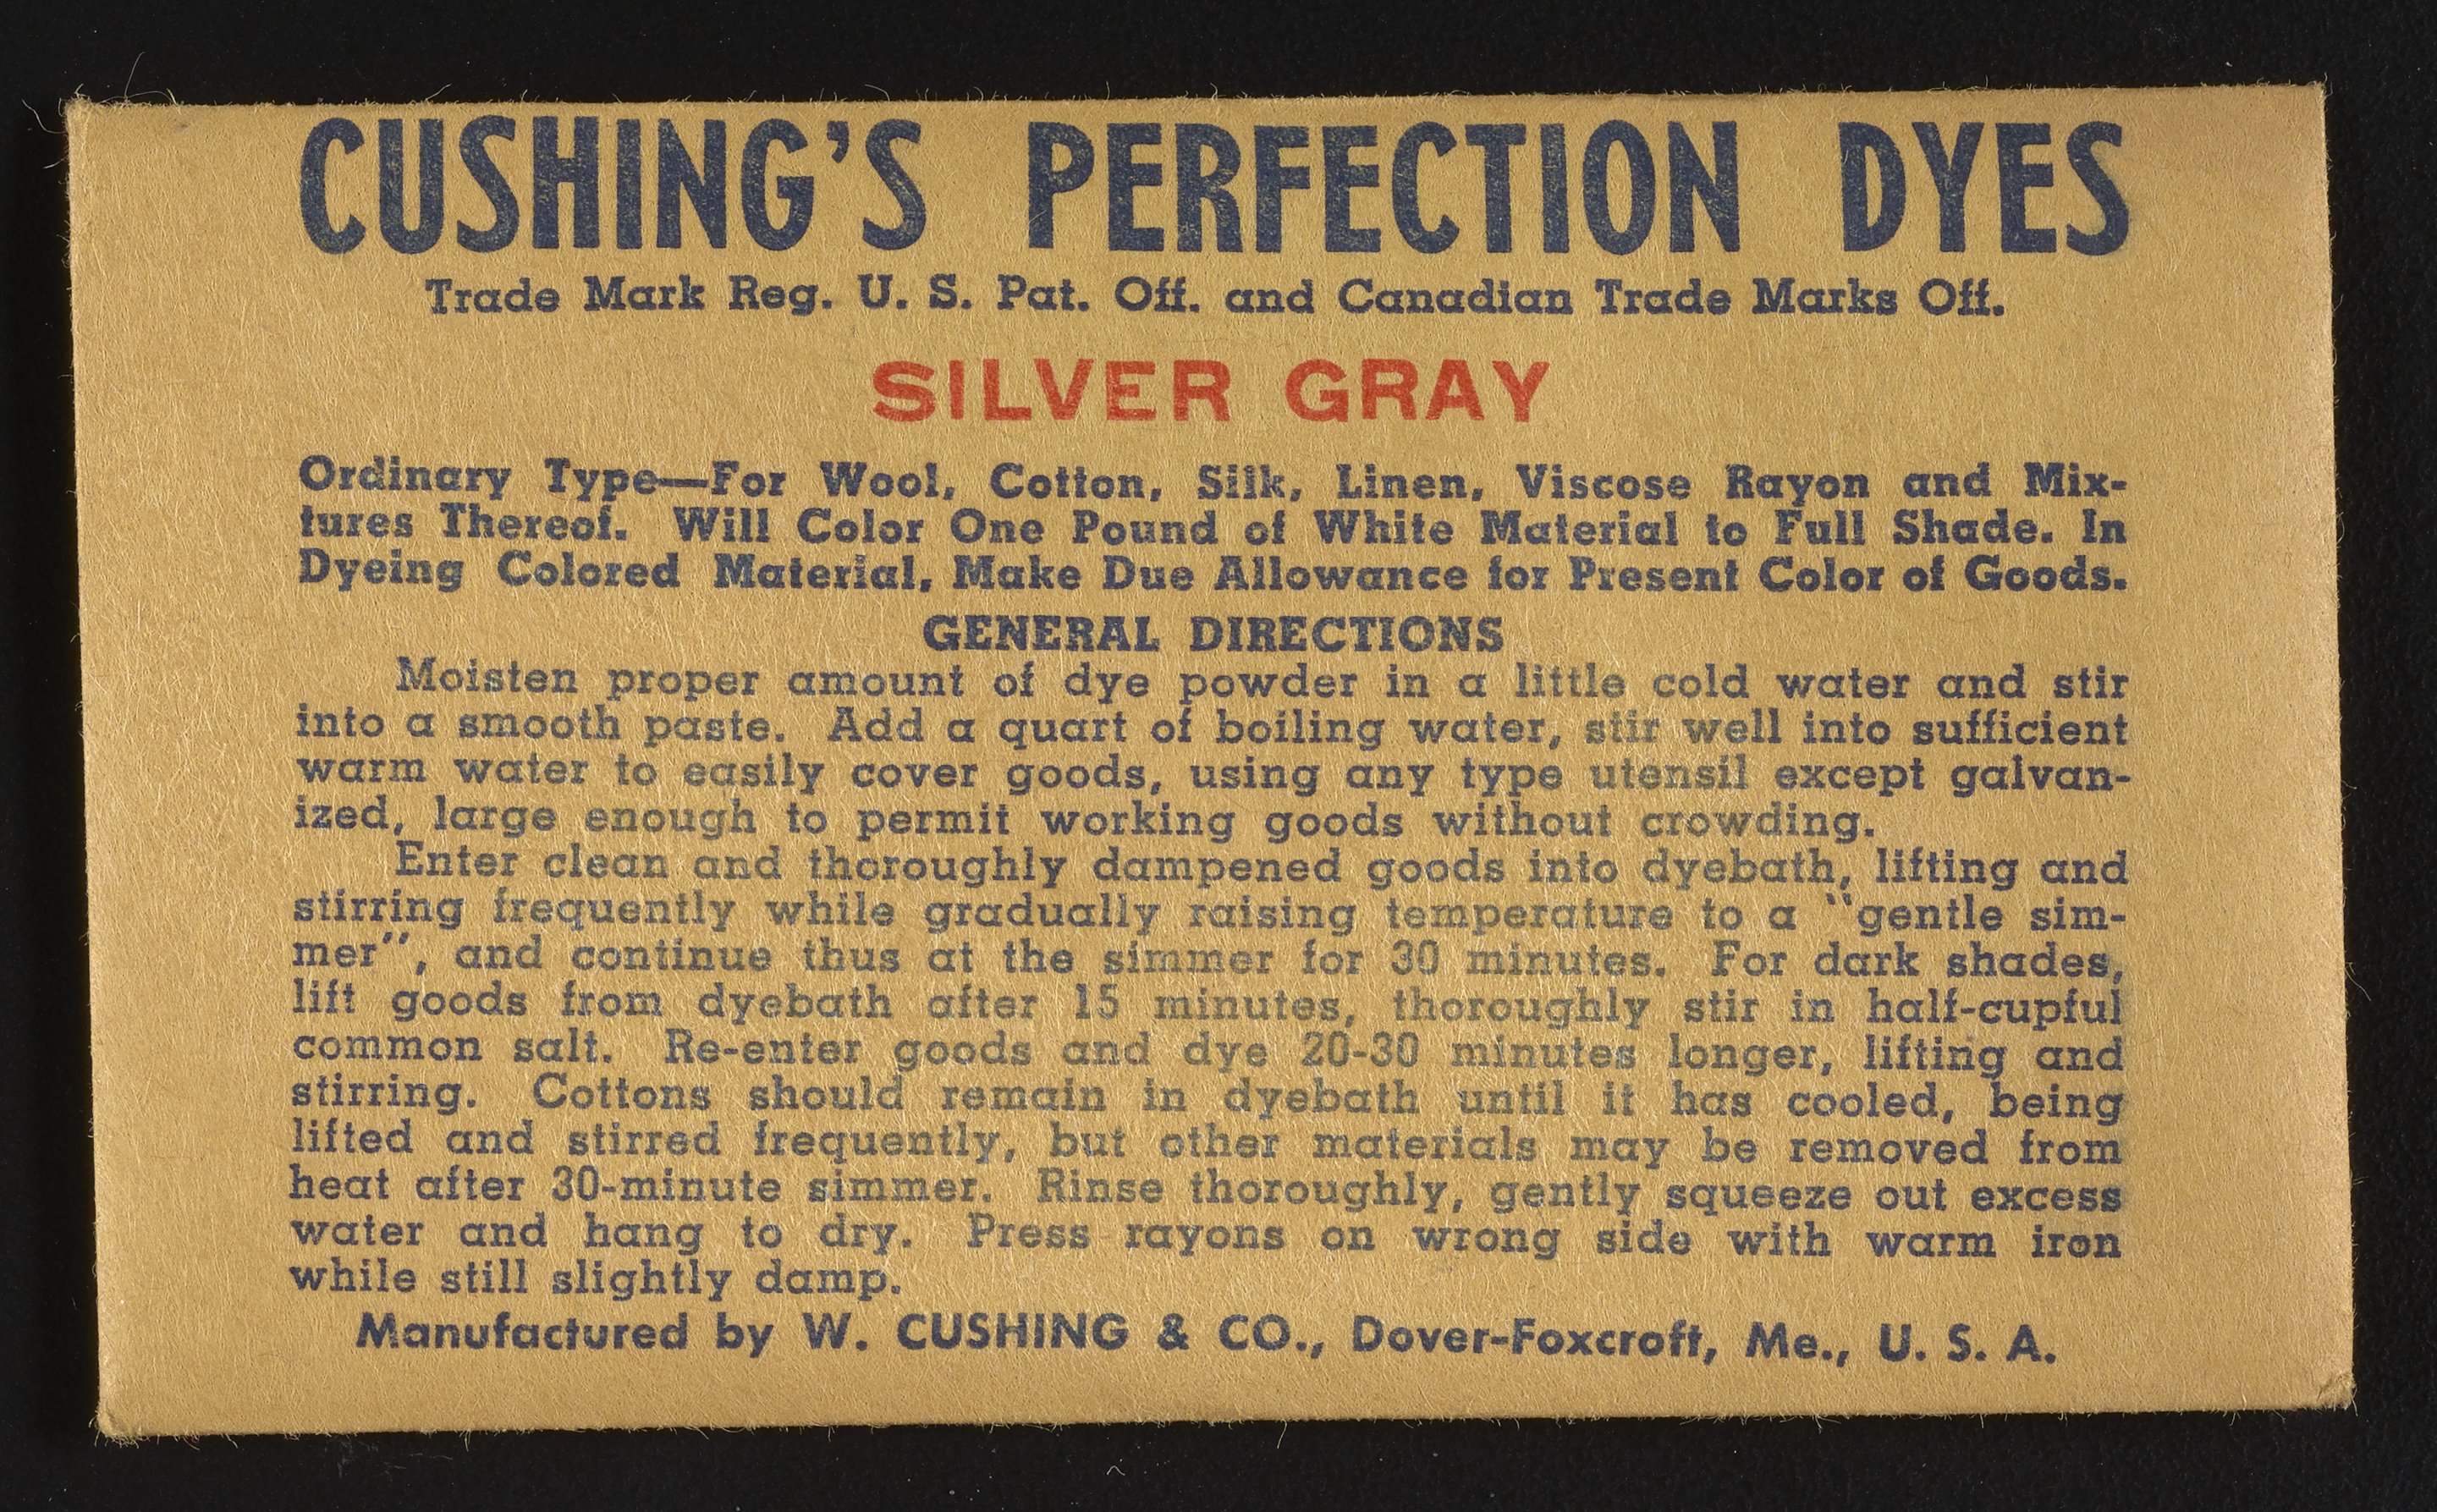 CUSHING'S PERFECTION DYES
Trade Mark Reg. U. S. Pat. Off. and Canadian Trade Marks Off.
SILVER GRAY
Ordinary Type—For Wool, Cotton, Silk, Linen, Viscose Rayon and Mix-
tures Thereof. Will Color One Pound of White Material to Full Shade. In
Dyeing Colored Material, Make Due Allowance for Present Color of Goods.
GENERAL DIRECTIONS
Moisten proper amount of dye powder in a little cold water and stir
into a smooth paste. Add a quart of boiling water, stir well into sufficient
warm water to easily cover goods, using any type utensil except galvan-
ized, large enough to permit working goods without crowding.
Enter clean and thoroughly dampened goods into dyebath, lifting and
stirring frequently while gradually raising temperature to a "gentle sim-
mer", and continue thus at the simmer for 30 minutes. For dark shades,
lift goods from dyebath after 15 minutes, thoroughly stir in half-cupful
common salt. Re-enter goods and dye 20-30 minutes longer, lifting and
stirring. Cottons should remain in dyebath until it has cooled, being
lifted and stirred frequently, but other materials may be removed from
heat after 30-minute simmer. Rinse thoroughly, gently squeeze out excess
water and hang to dry. Press rayons on wrong side with warm iron
while still slightly damp.
Manufactured by W. CUSHING & CO., Dover-Foxcroft, Me., U. S. A.